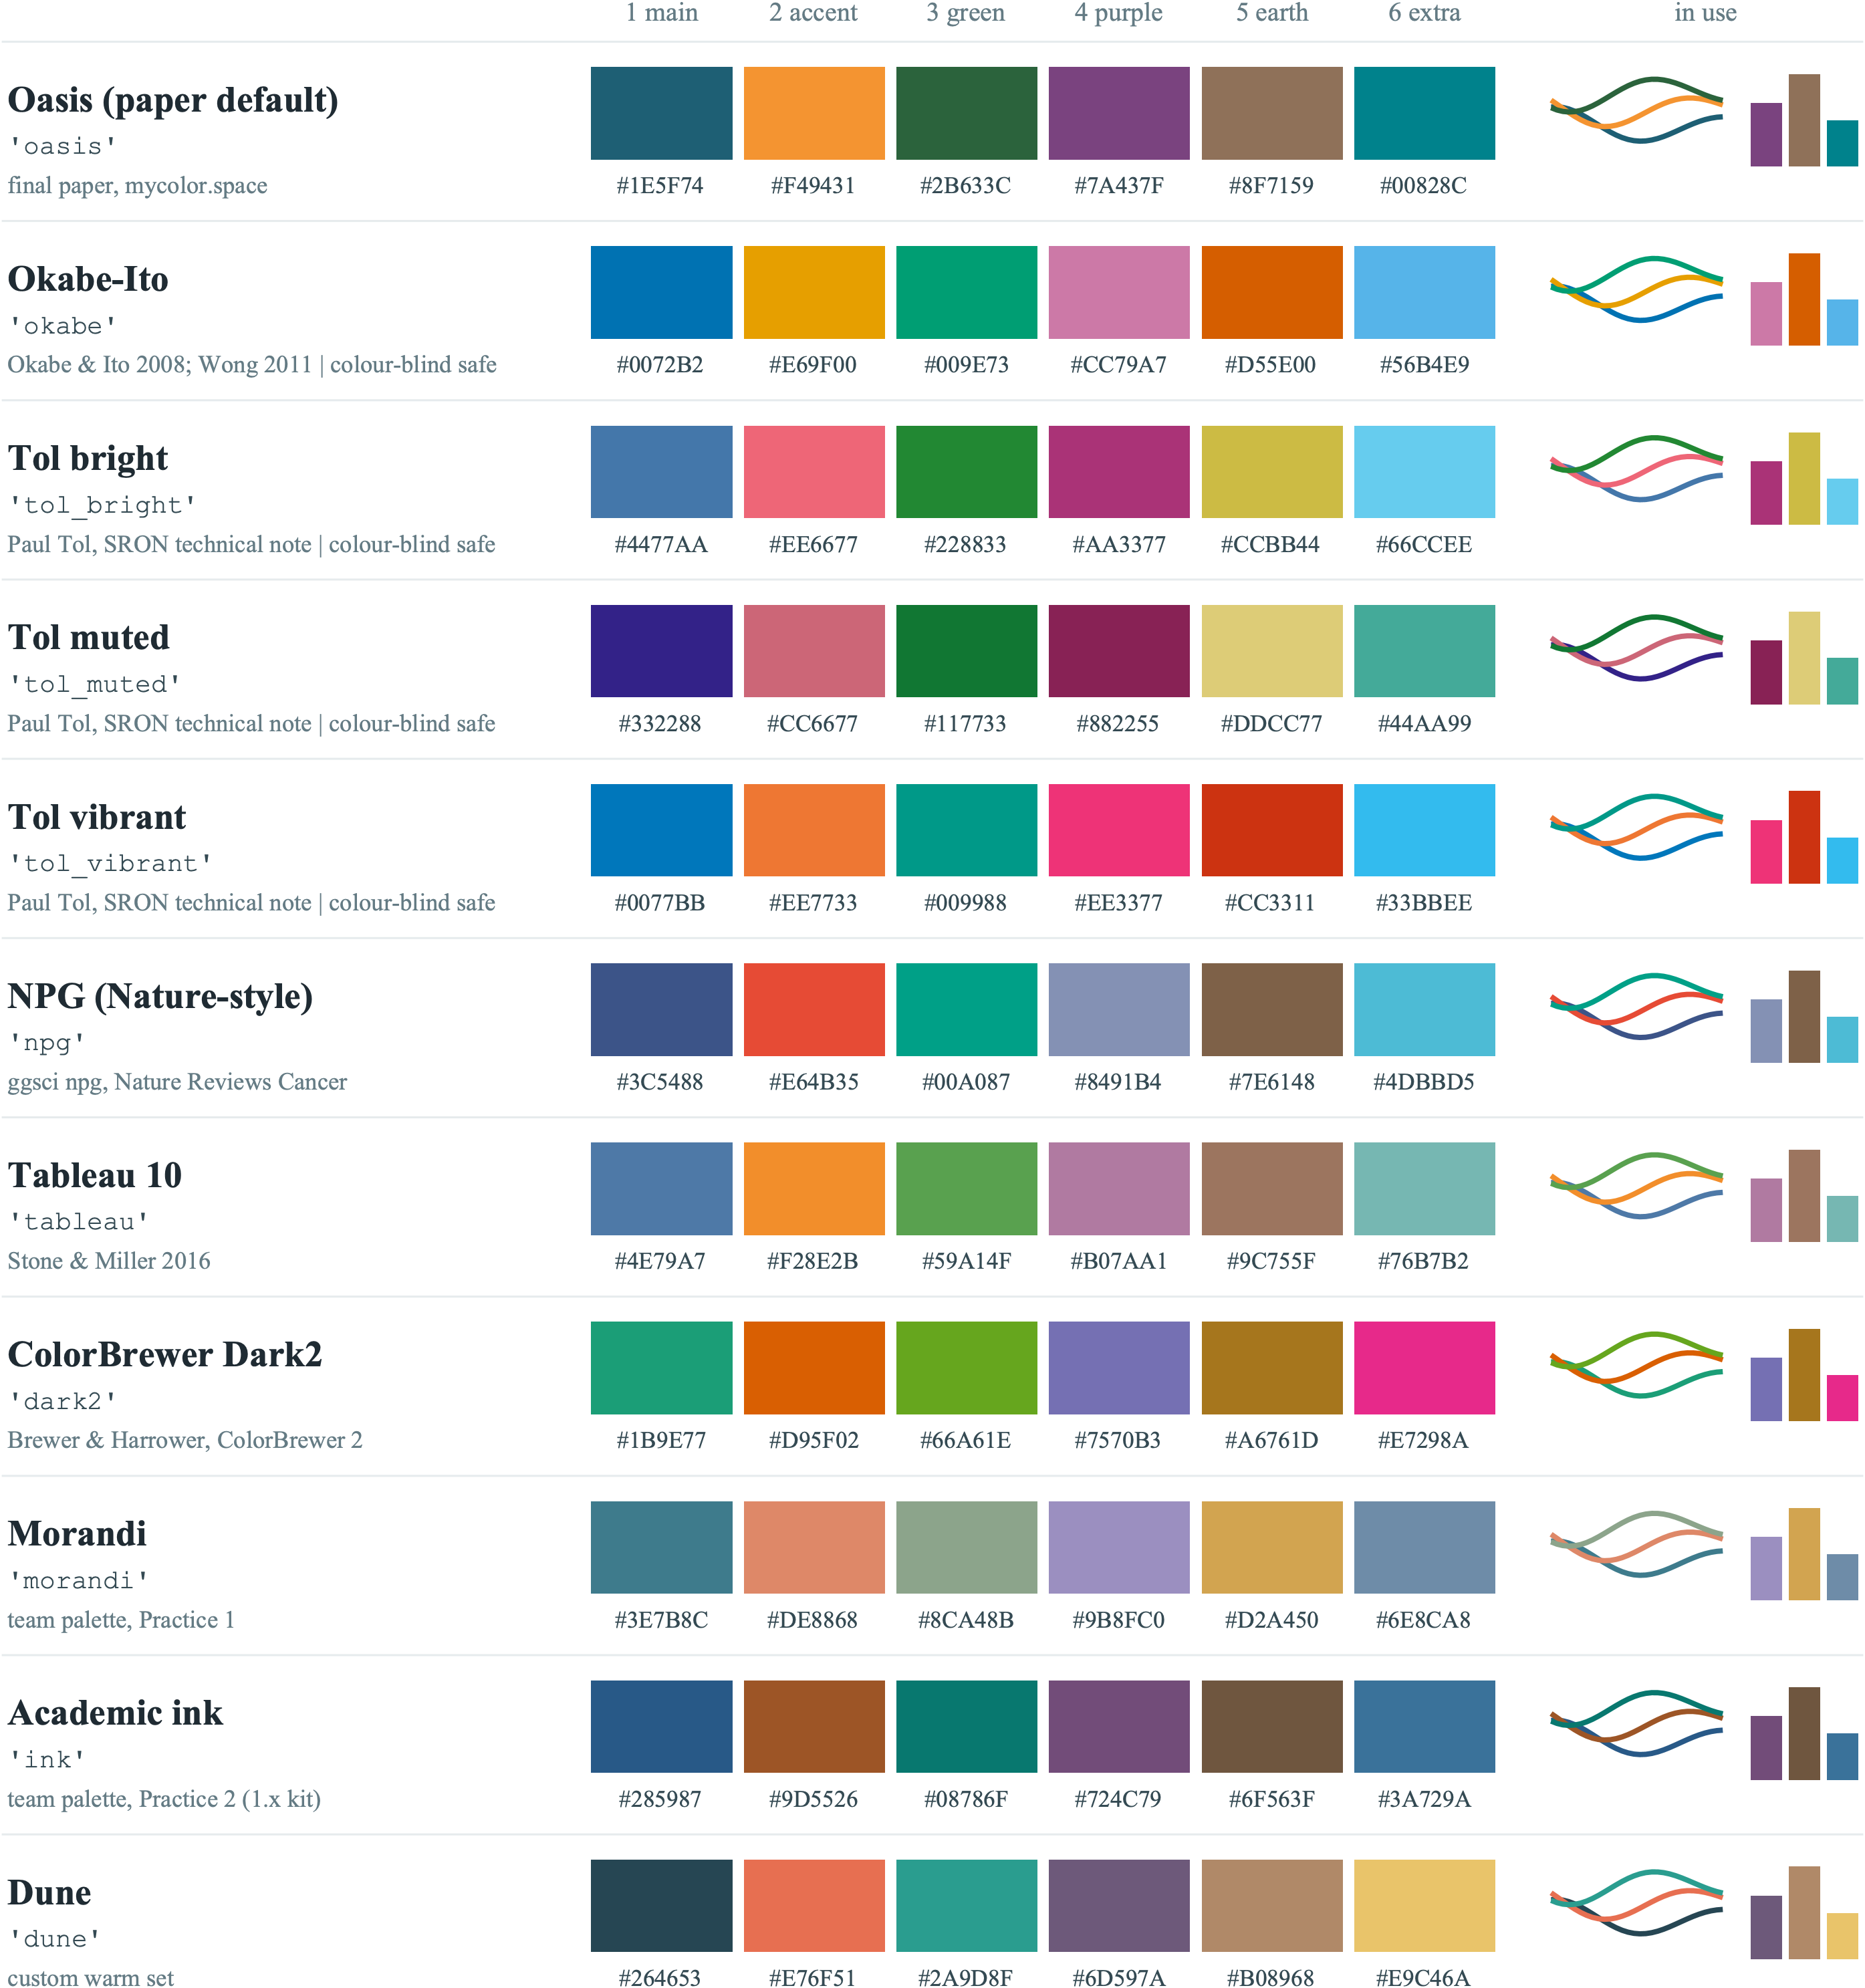 1 main 2 accent 3 green 4 purple 5 earth 6 extra in use
Oasis (paper default)
'oasis'
final paper, mycolor.space
#1E5F74 #F49431 #2B633C #7A437F #8F7159 #00828C
Okabe-Ito
'okabe'
Okabe & Ito 2008; Wong 2011 | colour-blind safe
#0072B2 #E69F00 #009E73 #CC79A7 #D55E00 #56B4E9
Tol bright
'tol_bright'
Paul Tol, SRON technical note | colour-blind safe
#4477AA #EE6677 #228833 #AA3377 #CCBB44 #66CCEE
Tol muted
'tol_muted'
Paul Tol, SRON technical note | colour-blind safe
#332288 #CC6677 #117733 #882255 #DDCC77 #44AA99
Tol vibrant
'tol_vibrant'
Paul Tol, SRON technical note | colour-blind safe
#0077BB #EE7733 #009988 #EE3377 #CC3311 #33BBEE
NPG (Nature-style)
'npg'
ggsci npg, Nature Reviews Cancer
#3C5488 #E64B35 #00A087 #8491B4 #7E6148 #4DBBD5
Tableau 10
'tableau'
Stone & Miller 2016
#4E79A7 #F28E2B #59A14F #B07AA1 #9C755F #76B7B2
ColorBrewer Dark2
'dark2'
Brewer & Harrower, ColorBrewer 2
#1B9E77 #D95F02 #66A61E #7570B3 #A6761D #E7298A
Morandi
'morandi'
team palette, Practice 1
#3E7B8C #DE8868 #8CA48B #9B8FC0 #D2A450 #6E8CA8
Academic ink
'ink'
team palette, Practice 2 (1.x kit)
#285987 #9D5526 #08786F #724C79 #6F563F #3A729A
Dune
'dune'
custom warm set
#264653 #E76F51 #2A9D8F #6D597A #B08968 #E9C46A